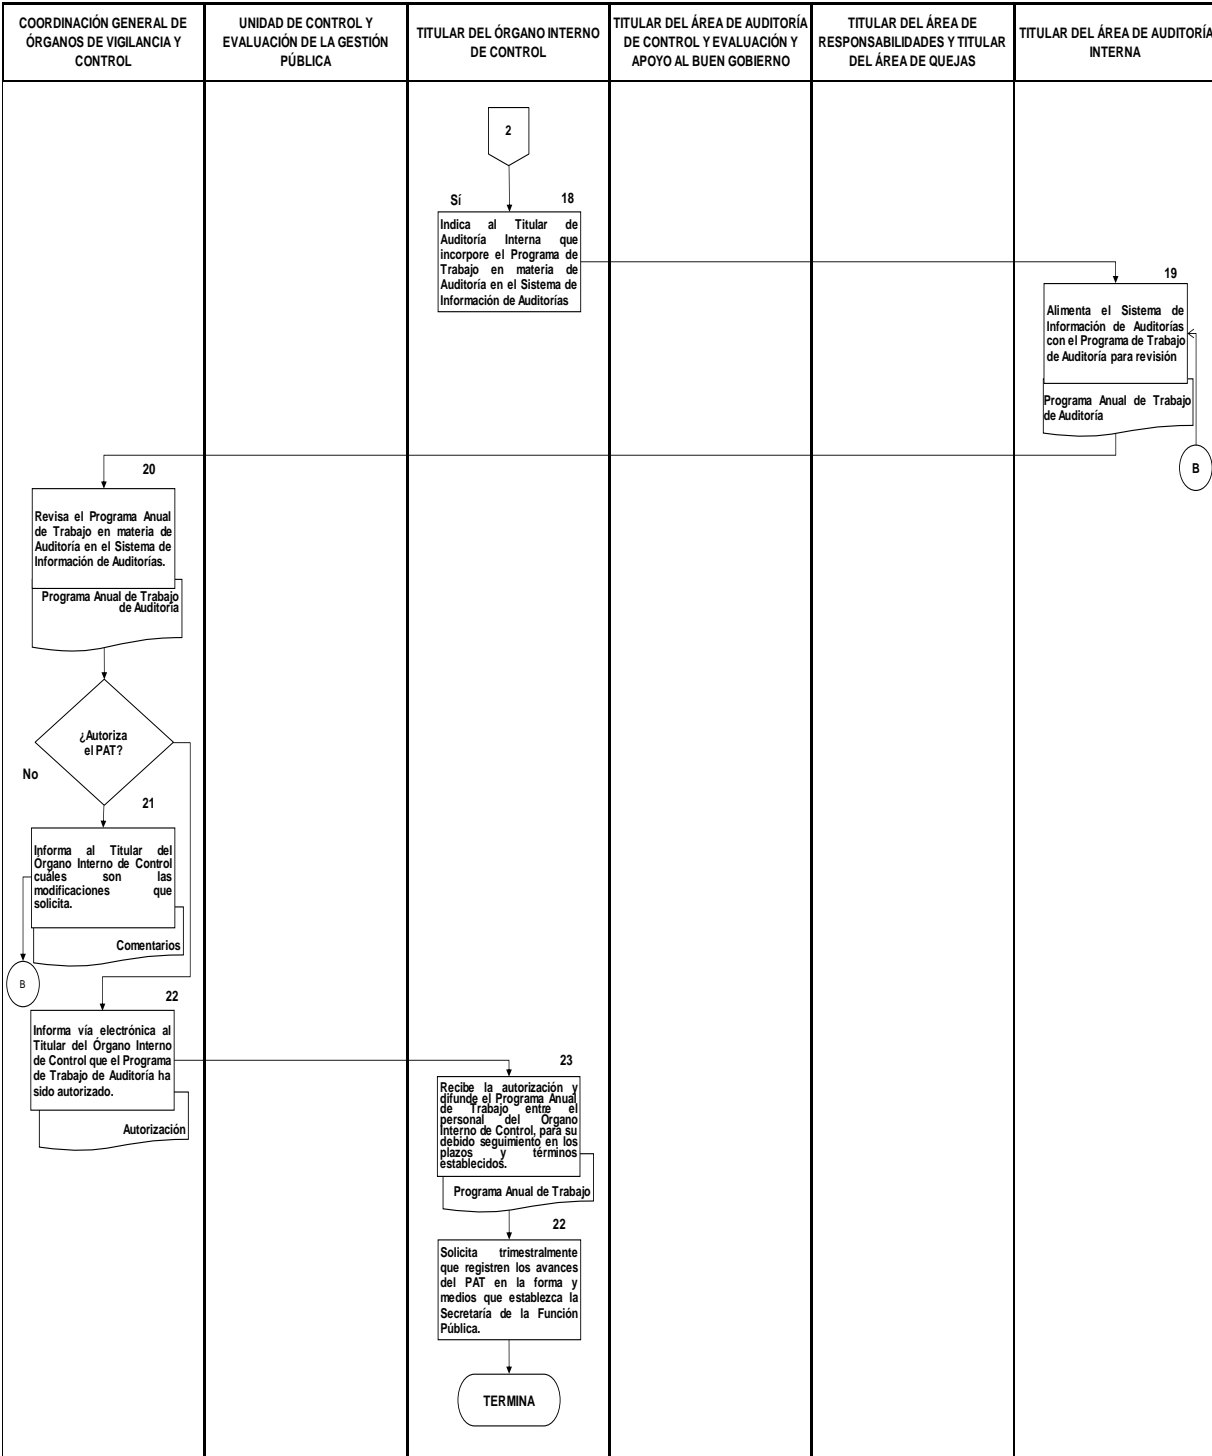 COORDINACIÓN GENERAL DE
ÓRGANOS DE VIGILANCIA Y
CONTROL
UNIDAD DE CONTROL Y
EVALUACIÓN DE LA GESTIÓN
PÚBLICA
TITULAR DEL ÓRGANO INTERNO
DE CONTROL
TITULAR DEL ÁREA DE AUDITORÍA
DE CONTROL Y EVALUACIÓN Y
APOYO AL BUEN GOBIERNO
TITULAR DEL ÁREA DE
RESPONSABILIDADES Y TITULAR
DEL ÁREA DE QUEJAS
TITULAR DEL ÁREA DE AUDITORÍA
INTERNA
2
Sí
18
Indica al Titular de
Auditoría Interna que
incorpore el Programa de
Trabajo en materia de
Auditoría en el Sistema de
Información de Auditorías
19
Alimenta el Sistema de
Información de Auditorías
con el Programa de Trabajo
de Auditoría para revisión
Programa Anual de Trabajo
de Auditoría
B
20
Revisa el Programa Anual
de Trabajo en materia de
Auditoría en el Sistema de
Información de Auditorías.
Programa Anual de Trabajo
de Auditoría
¿Autoriza
el PAT?
No
21
Informa al Titular del
Órgano Interno de Control
cuáles son las
modificaciones que
solicita.
Comentarios
B
22
Informa vía electrónica al
Titular del Órgano Interno
de Control que el Programa
de Trabajo de Auditoría ha
sido autorizado.
Autorización
23
Recibe la autorización y
difunde el Programa Anual
de Trabajo entre el
personal del Órgano
Interno de Control, para su
debido seguimiento en los
plazos y términos
establecidos.
Programa Anual de Trabajo
22
Solicita trimestralmente
que registren los avances
del PAT en la forma y
medios que establezca la
Secretaría de la Función
Pública.
TERMINA